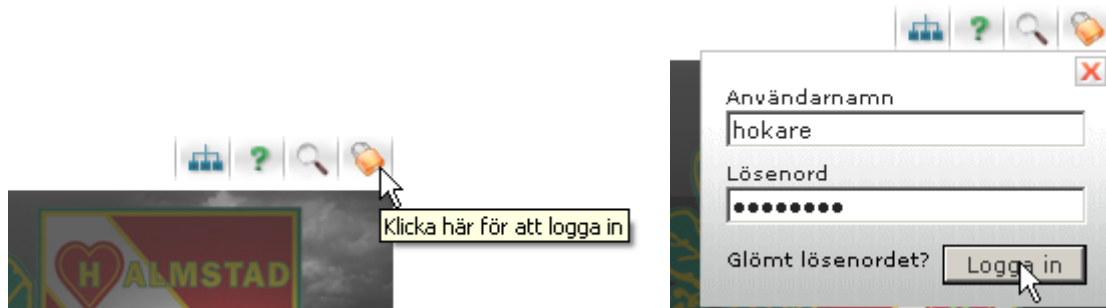 ?
Klicka här för att logga in
HALMSTAD
?
Användarnamn
hokare
Lösenord
●●●●●●●●
Glömt lösenordet?
Logga in